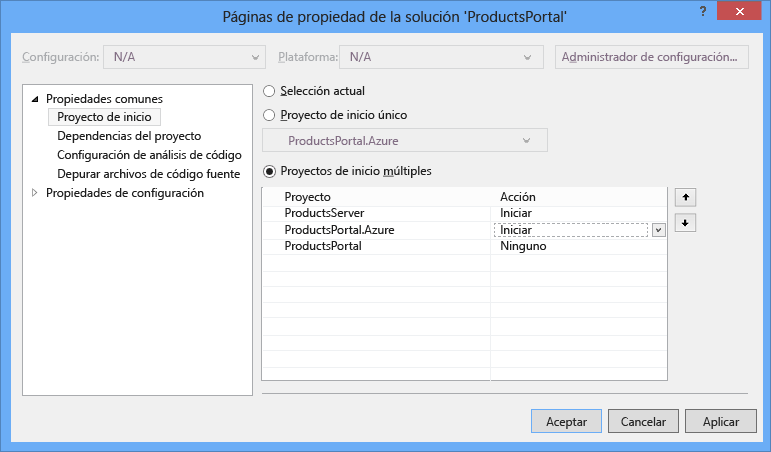 Páginas de propiedad de la solución 'ProductsPortal'
?
Configuración: N/A Plataforma: N/A Administrador de configuración...
Propiedades comunes
Proyecto de inicio
Dependencias del proyecto
Configuración de análisis de código
Depurar archivos de código fuente
Propiedades de configuración
Selección actual
Proyecto de inicio único
ProductsPortal.Azure
Proyectos de inicio múltiples
Proyecto Acción
ProductsServer Iniciar
ProductsPortal.Azure Iniciar
ProductsPortal Ninguno
Aceptar Cancelar Aplicar